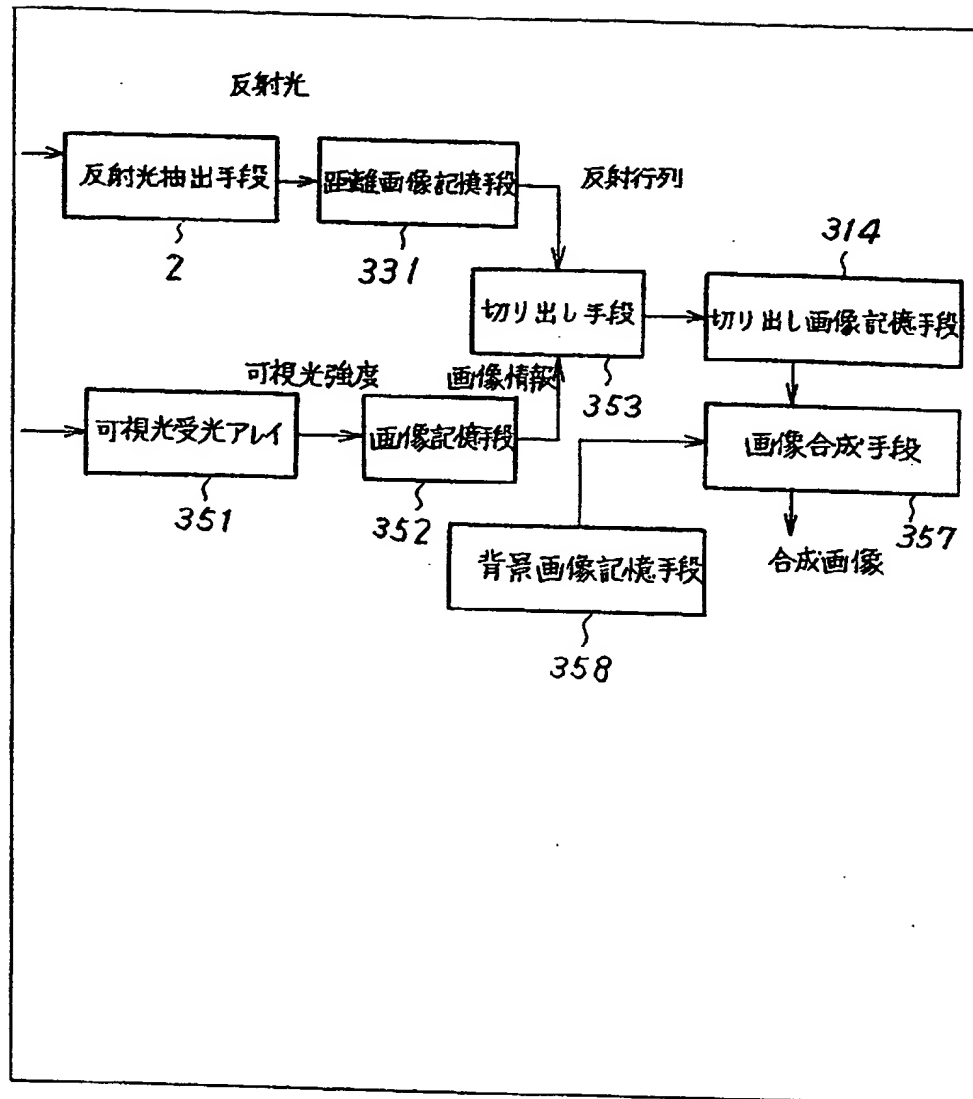 反射光
反射光抽出手段
2
距離画像記憶手段
331
反射行列
切り出し手段
353
314
切り出し画像記憶手段
可視光受光アレイ
351
可視光強度
画像記憶手段
352
画像情報
画像合成手段
357
背景画像記憶手段
358
合成画像